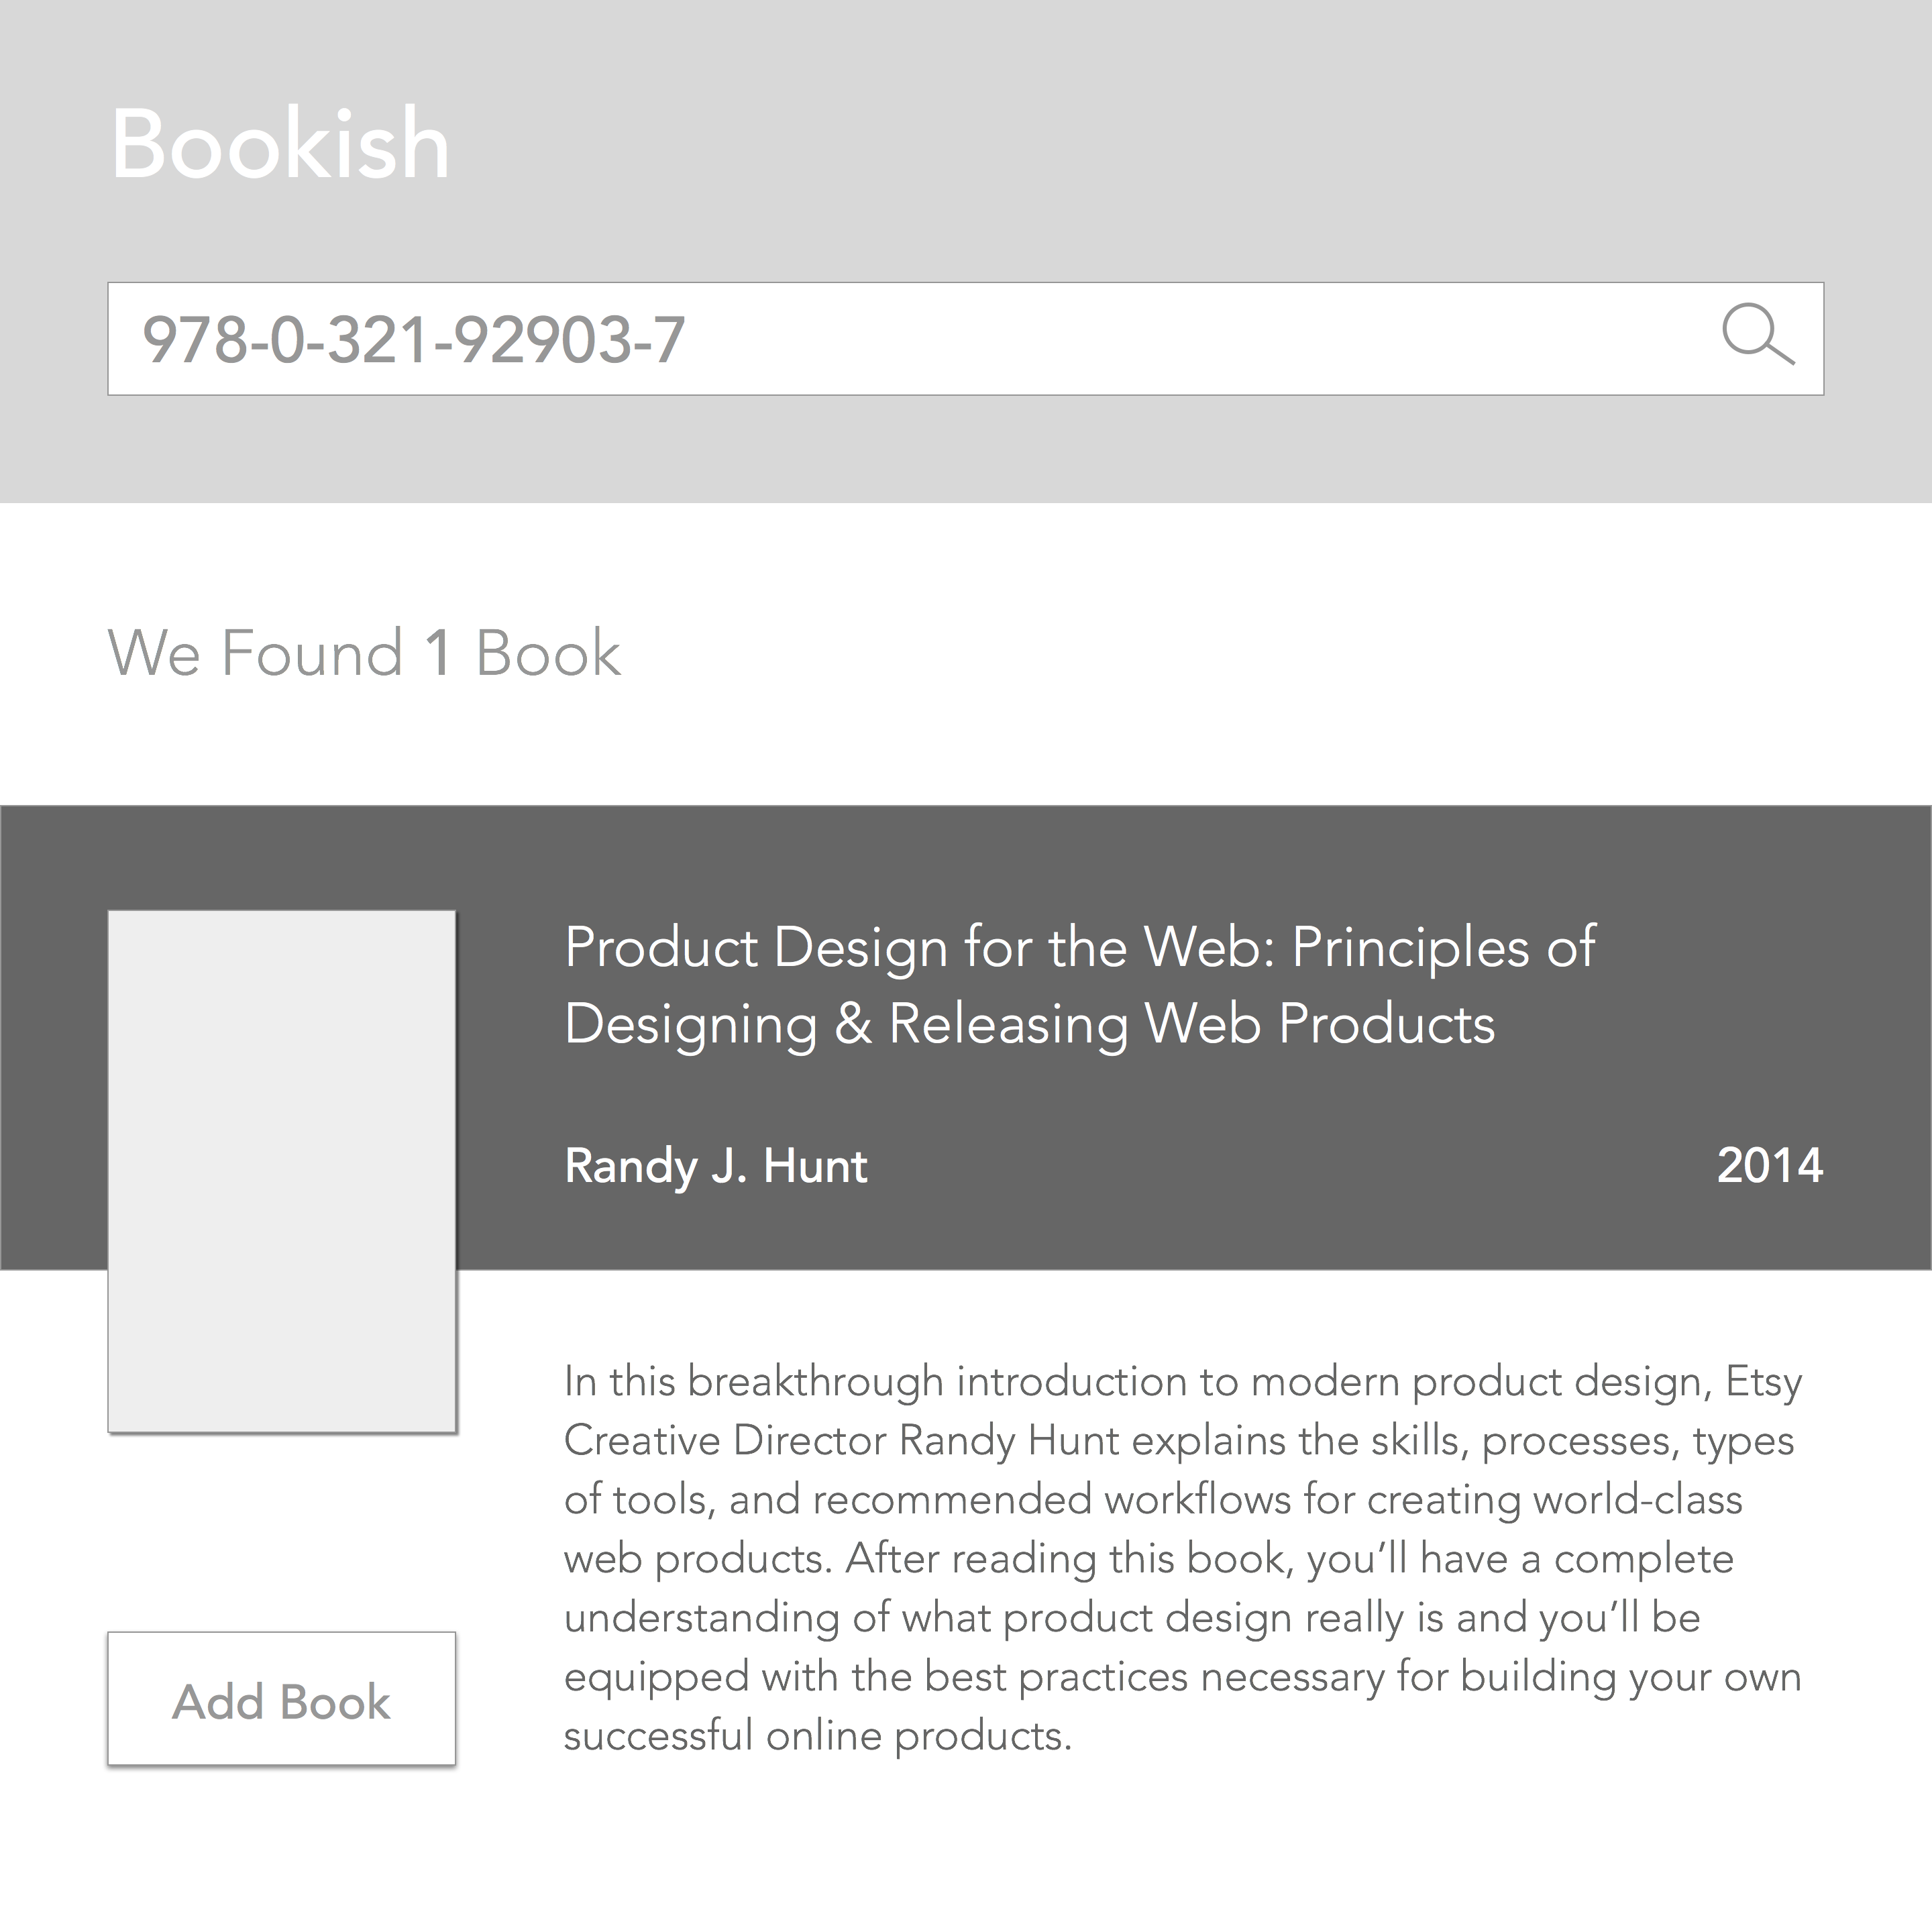 Bookish
978-0-321-92903-7
We Found 1 Book
Product Design for the Web: Principles of
Designing & Releasing Web Products
Randy J. Hunt 2014
In this breakthrough introduction to modern product design, Etsy
Creative Director Randy Hunt explains the skills, processes, types
of tools, and recommended workflows for creating world-class
web products. After reading this book, you’ll have a complete
understanding of what product design really is and you’ll be
equipped with the best practices necessary for building your own
successful online products.
Add Book